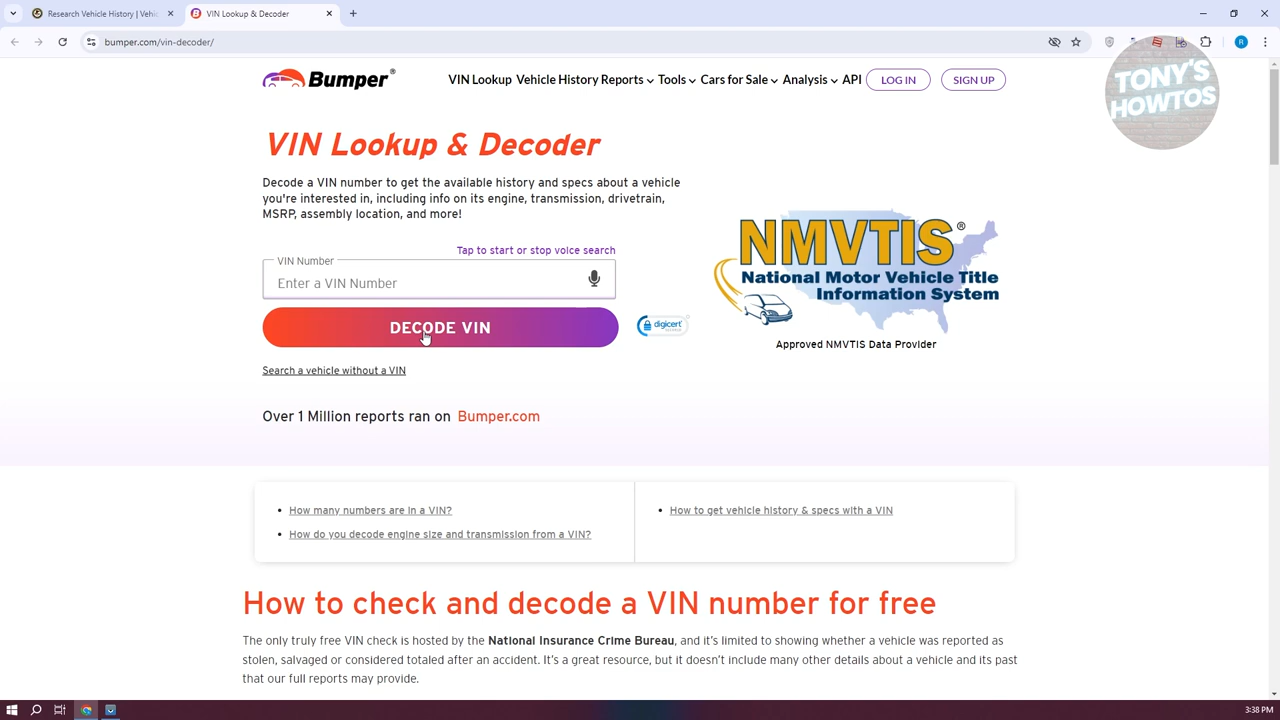 Research Vehicle History | Vehic
VIN Lookup & Decoder
bumper.com/vin-decoder/
R
TONY'S
HOWTOS
Bumper®
VIN Lookup Vehicle History Reports Tools Cars for Sale Analysis API LOG IN SIGN UP
VIN Lookup & Decoder
Decode a VIN number to get the available history and specs about a vehicle
you're interested in, including info on its engine, transmission, drivetrain,
MSRP, assembly location, and more!
Tap to start or stop voice search
VIN Number
Enter a VIN Number
DECODE VIN
digicert
Search a vehicle without a VIN
Over 1 Million reports ran on Bumper.com
NMVTIS®
National Motor Vehicle Title
Information System
Approved NMVTIS Data Provider
How many numbers are in a VIN?
How do you decode engine size and transmission from a VIN?
How to get vehicle history & specs with a VIN
How to check and decode a VIN number for free
The only truly free VIN check is hosted by the National Insurance Crime Bureau, and it's limited to showing whether a vehicle was reported as
stolen, salvaged or considered totaled after an accident. It's a great resource, but it doesn't include many other details about a vehicle and its past
that our full reports may provide.
3:38 PM